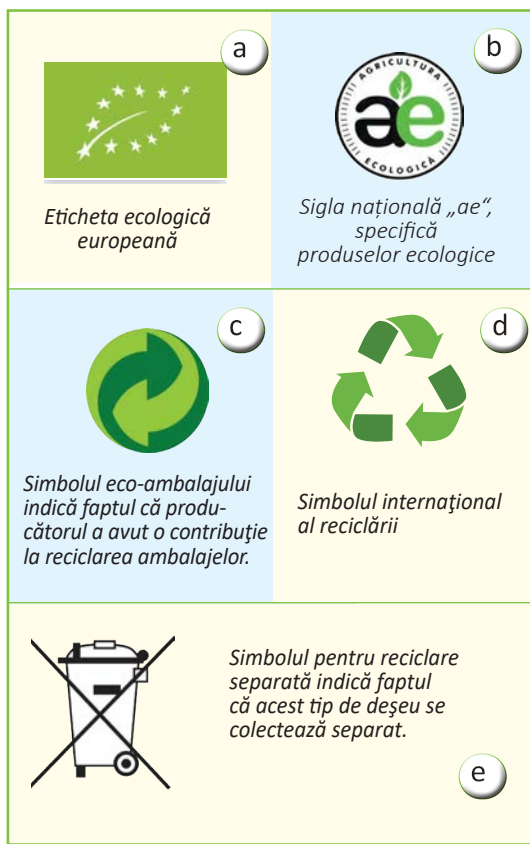 a
Eticheta ecologică
europeană
b
AGRICULTURA
ae
ECOLOGICĂ
Sigla națională „ae“,
specifică
produselor ecologice
c
Simbolul eco-ambalajului
indică faptul că produ-
cătorul a avut o contribuţie
la reciclarea ambalajelor.
d
Simbolul internaţional
al reciclării
Simbolul pentru reciclare
separată indică faptul
că acest tip de deşeu se
colectează separat.
e